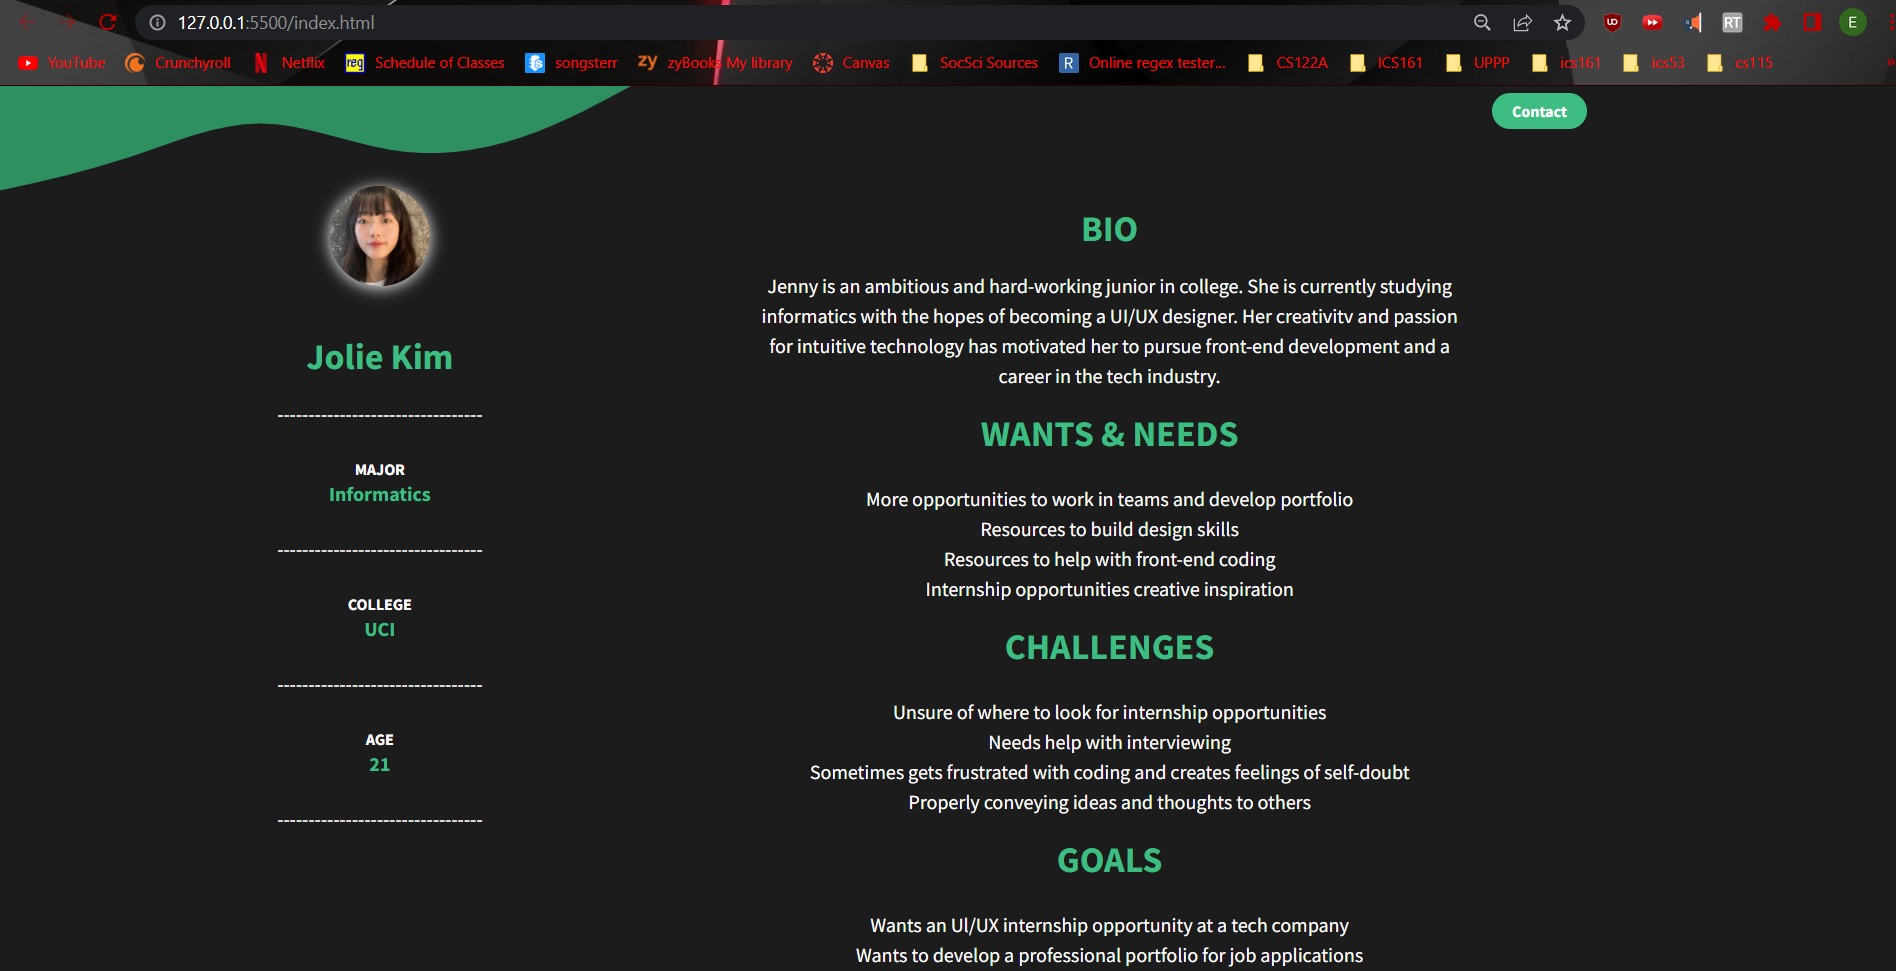 127.0.0.1:5500/index.html
UD
RT
E
YouTube
Crunchyroll
Netflix
reg
Schedule of Classes
songsterr
zy
zyBooks My library
Canvas
SocSci Sources
R
Online regex tester...
CS122A
ICS161
UPPP
ics161
ics53
cs115
»
Contact
Jolie Kim
---------------------------------
MAJOR
Informatics
---------------------------------
COLLEGE
UCI
---------------------------------
AGE
21
---------------------------------
BIO
Jenny is an ambitious and hard-working junior in college. She is currently studying
informatics with the hopes of becoming a UI/UX designer. Her creativitv and passion
for intuitive technology has motivated her to pursue front-end development and a
career in the tech industry.
WANTS & NEEDS
More opportunities to work in teams and develop portfolio
Resources to build design skills
Resources to help with front-end coding
Internship opportunities creative inspiration
CHALLENGES
Unsure of where to look for internship opportunities
Needs help with interviewing
Sometimes gets frustrated with coding and creates feelings of self-doubt
Properly conveying ideas and thoughts to others
GOALS
Wants an Ul/UX internship opportunity at a tech company
Wants to develop a professional portfolio for job applications